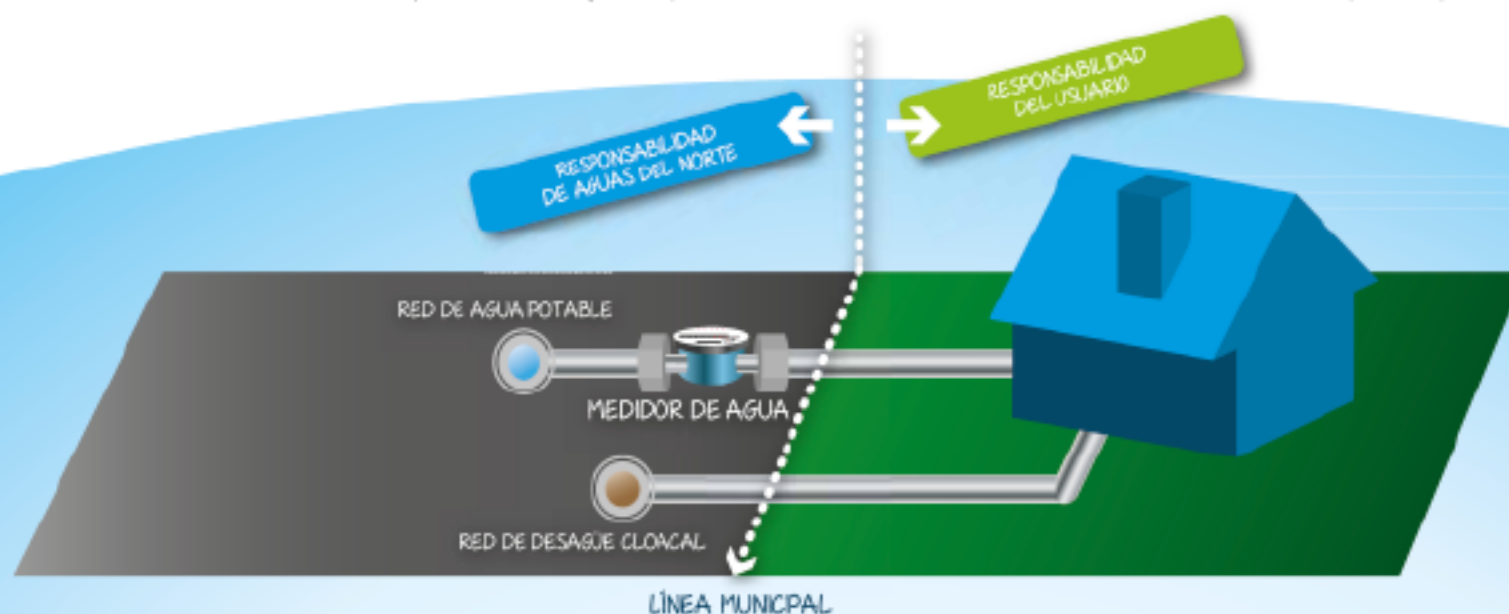 RESPONSABILIDAD
DE AGUAS DEL NORTE
RESPONSABILIDAD
DEL USUARIO
RED DE AGUA POTABLE
MEDIDOR DE AGUA
RED DE DESAGÜE CLOACAL
LÍNEA MUNICPAL